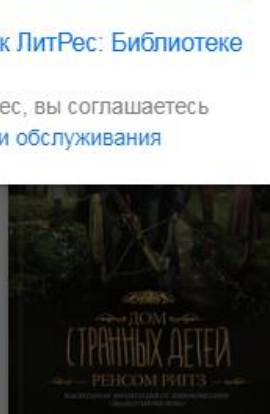 к ЛитРес: Библиотеке
ес, вы соглашаетесь
и обслуживания
ДОМ
СТРАННЫХ ДЕТЕЙ
РЕНСОМ РИГГЗ